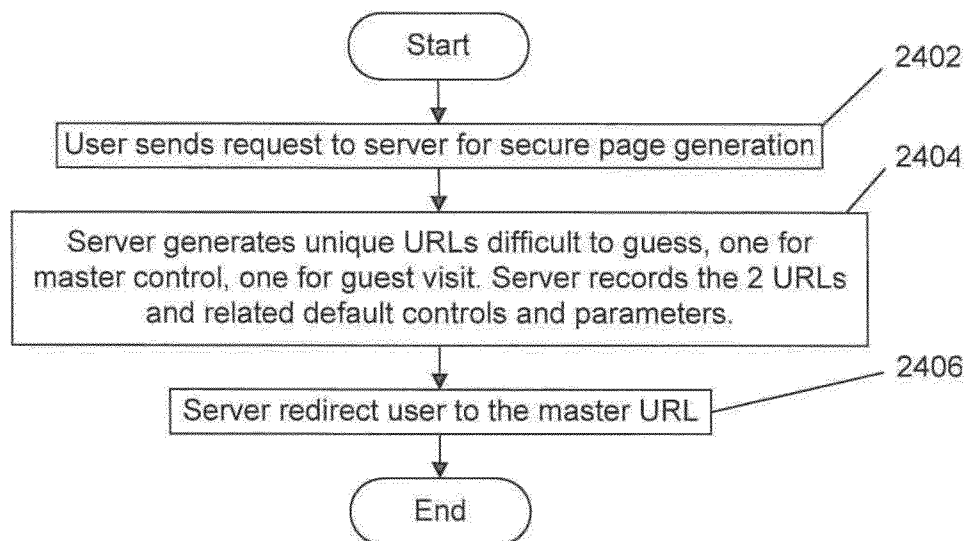 Start
2402
User sends request to server for secure page generation
2404
Server generates unique URLs difficult to guess, one for
master control, one for guest visit. Server records the 2 URLs
and related default controls and parameters.
2406
Server redirect user to the master URL
End